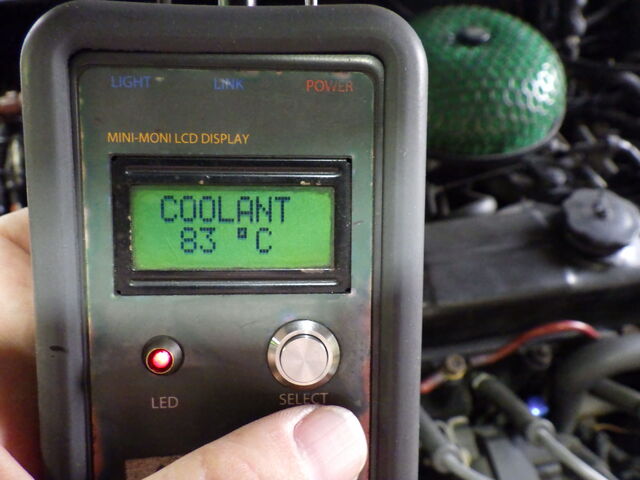 LIGHT LINK POWER
MINI-MONI LCD DISPLAY
COOLANT
83 °C
LED SELECT